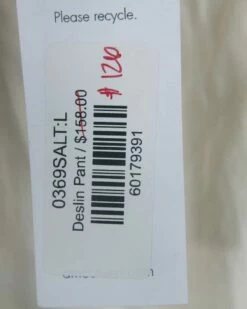 Please recycle.
0369SALT:L
Deslin Pant / $158.00
$ 120
60179391